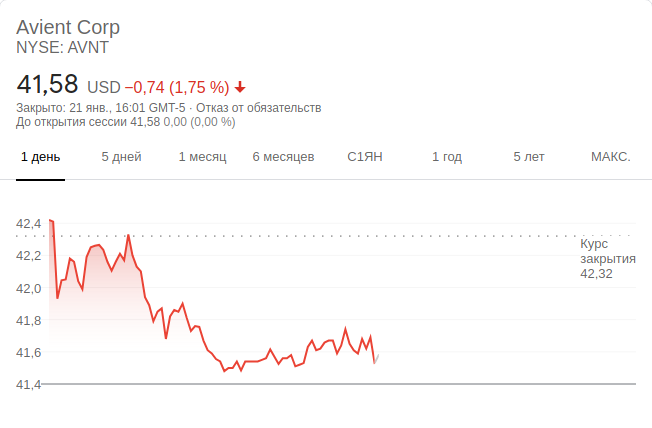 Avient Corp
NYSE: AVNT
41,58 USD −0,74 (1,75 %)
Закрыто: 21 янв., 16:01 GMT-5 · Отказ от обязательств
До открытия сессии 41,58 0,00 (0,00 %)
1 день 5 дней 1 месяц 6 месяцев С1ЯН 1 год 5 лет МАКС.
42,4
Курс
закрытия
42,32
42,2
42,0
41,8
41,6
41,4